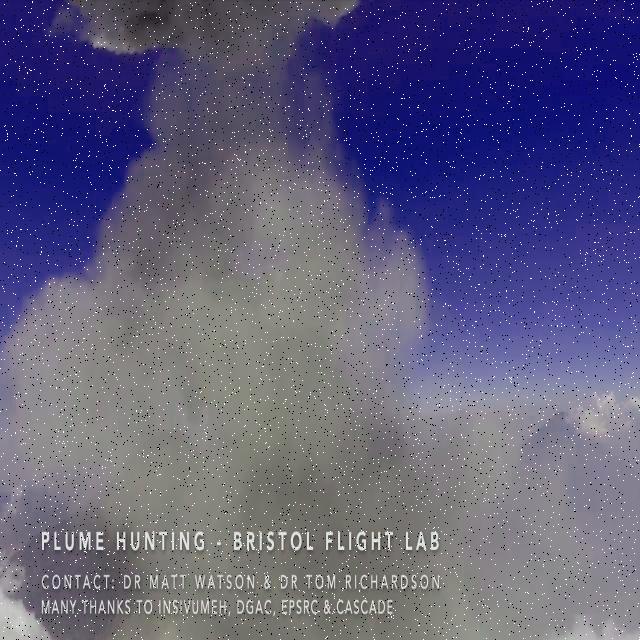 PLUME HUNTING - BRISTOL FLIGHT LAB
CONTACT: DR MATT WATSON & DR TOM RICHARDSON
MANY THANKS TO INSIVUMEH, DGAC, EPSRC & CASCADE